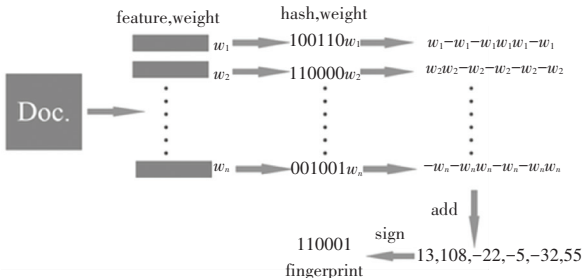 feature,weight hash,weight
w₁ 100110w₁ w₁−w₁−w₁w₁w₁−w₁
w₂ 110000w₂ w₂w₂−w₂−w₂−w₂−w₂
Doc.
wₙ 001001wₙ −wₙ−wₙwₙ−wₙ−wₙwₙ
add
sign
110001 13,108,−22,−5,−32,55
fingerprint